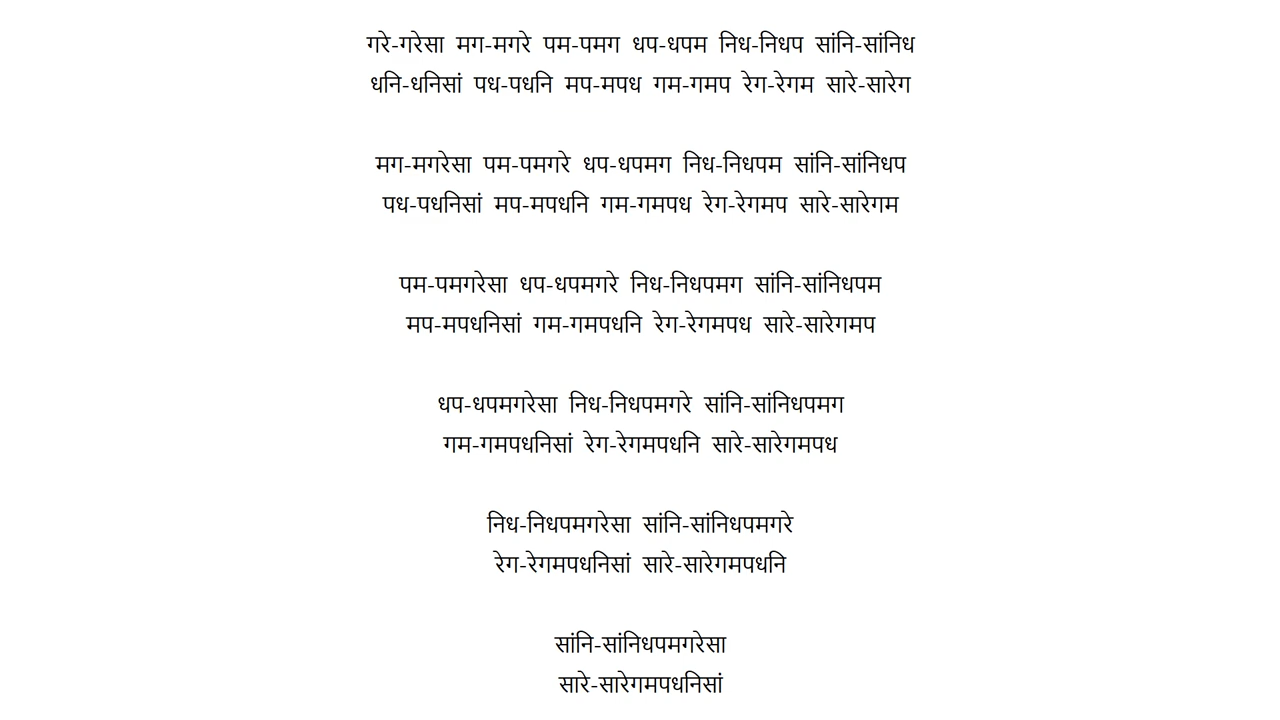 गरे-गरेसा मग-मगरे पम-पमग धप-धपम निध-निधप सांनि-सांनिध
धनि-धनिसां पध-पधनि मप-मपध गम-गमप रेग-रेगम सारे-सारेग
मग-मगरेसा पम-पमगरे धप-धपमग निध-निधपम सांनि-सांनिधप
पध-पधनिसां मप-मपधनि गम-गमपध रेग-रेगमप सारे-सारेगम
पम-पमगरेसा धप-धपमगरे निध-निधपमग सांनि-सांनिधपम
मप-मपधनिसां गम-गमपधनि रेग-रेगमपध सारे-सारेगमप
धप-धपमगरेसा निध-निधपमगरे सांनि-सांनिधपमग
गम-गमपधनिसां रेग-रेगमपधनि सारे-सारेगमपध
निध-निधपमगरेसा सांनि-सांनिधपमगरे
रेग-रेगमपधनिसां सारे-सारेगमपधनि
सांनि-सांनिधपमगरेसा
सारे-सारेगमपधनिसां